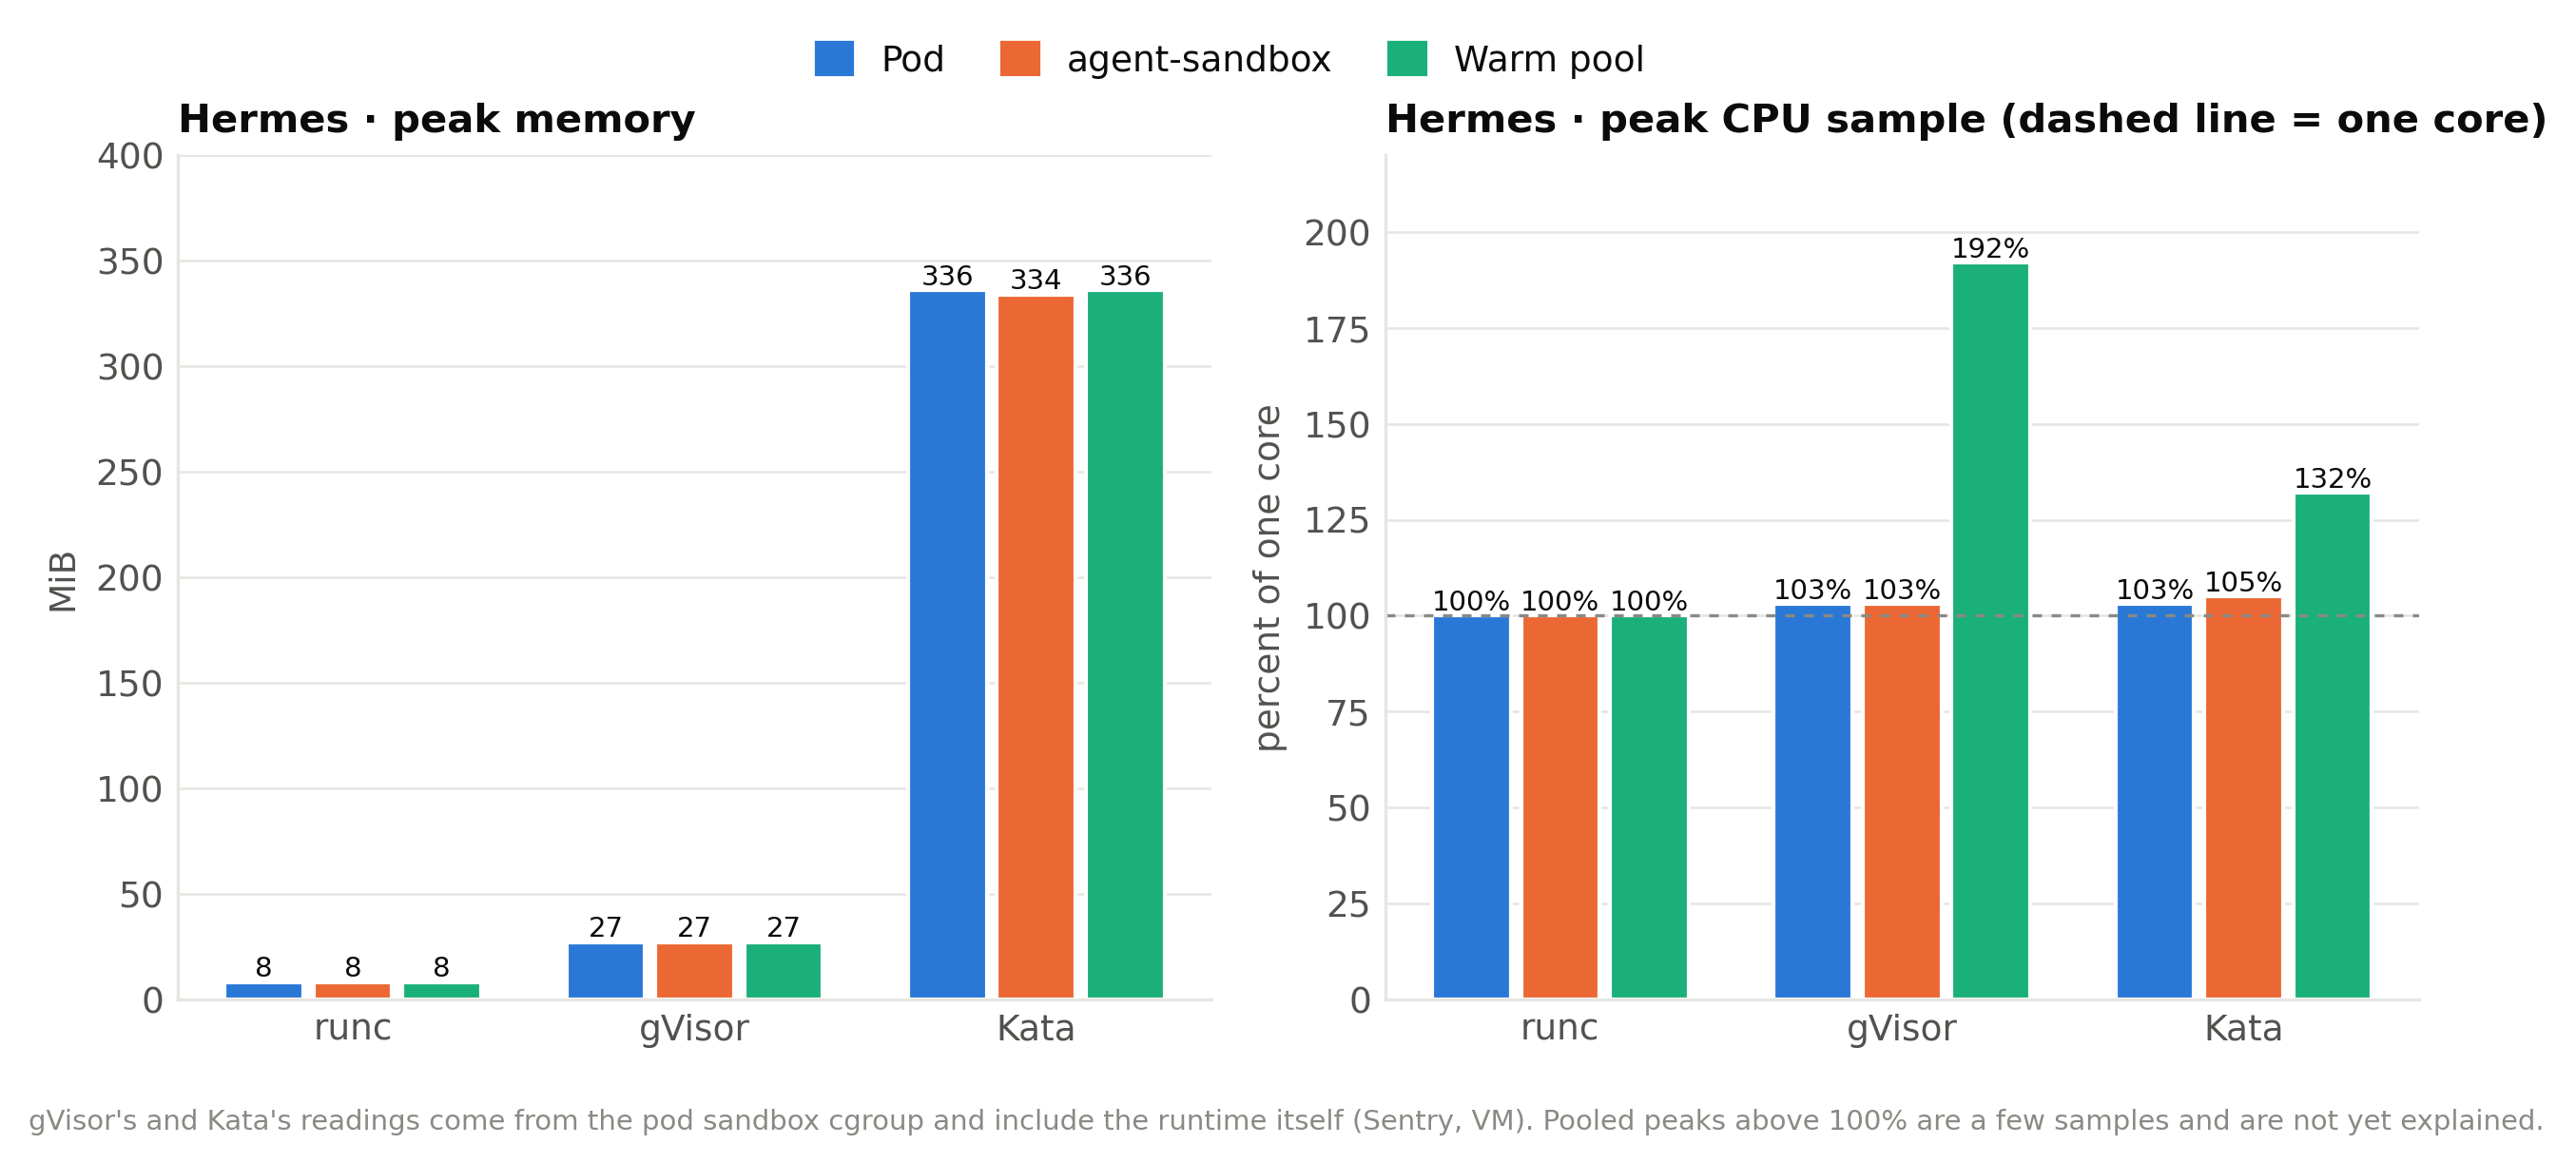 Pod agent-sandbox Warm pool
Hermes · peak memory
400
350
300
250
200
150
100
50
0
MiB
336 334 336
27 27 27
8 8 8
runc gVisor Kata
Hermes · peak CPU sample (dashed line = one core)
200
175
150
125
100
75
50
25
0
percent of one core
192%
132%
100% 100% 100% 103% 103% 103% 105%
runc gVisor Kata
gVisor's and Kata's readings come from the pod sandbox cgroup and include the runtime itself (Sentry, VM). Pooled peaks above 100% are a few samples and are not yet explained.